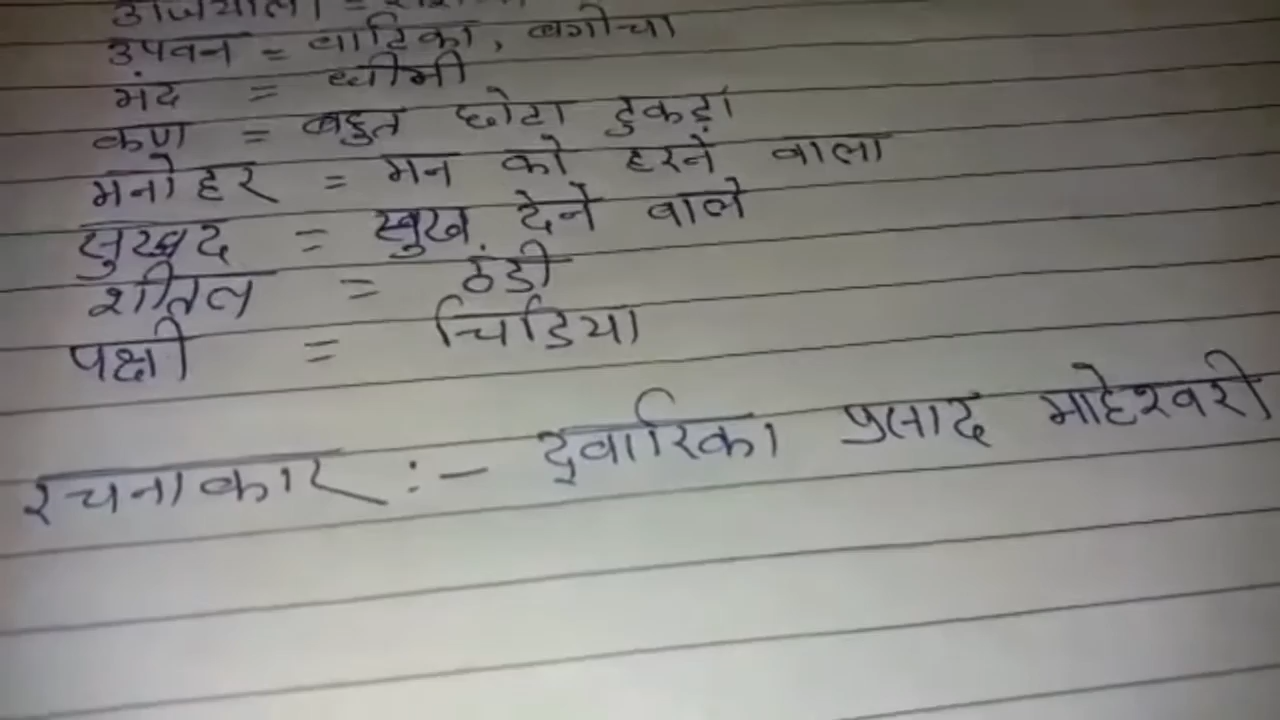 उपवन = वाटिका, बगीचा
मंद = धीमी
कण = बहुत छोटा टुकड़ा
मनोहर = मन को हरने वाला
सुखद = सुख देने वाले
शीतल = ठंडी
पक्षी = चिडिया
रचनाकार :- द्वारिका प्रसाद माहेश्वरी